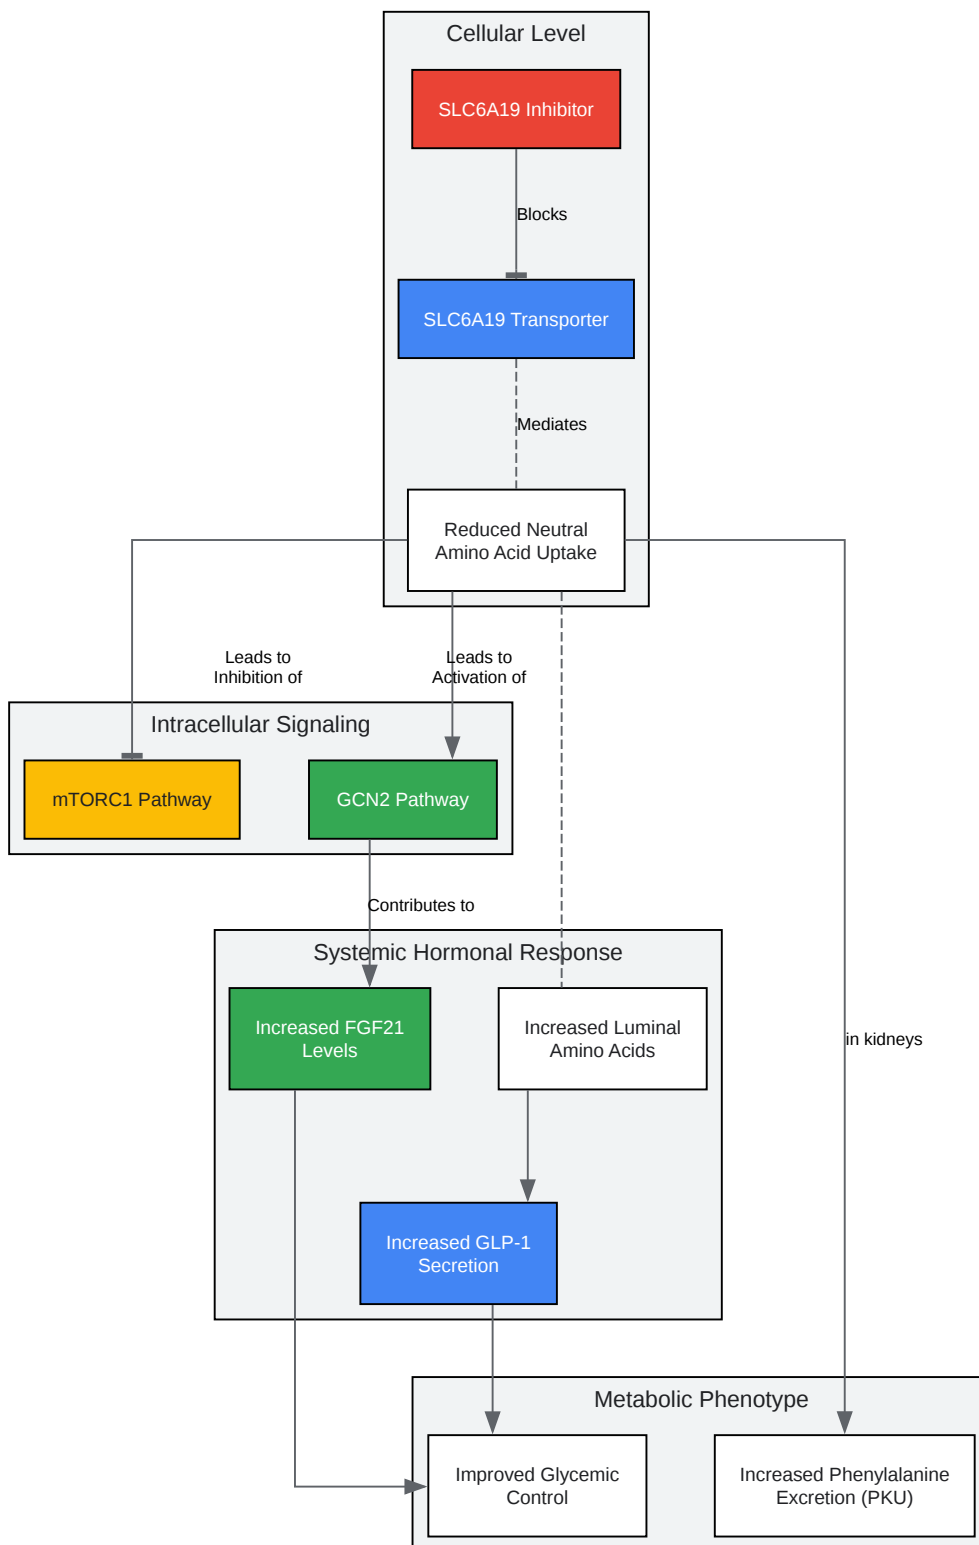 Cellular Level
SLC6A19 Inhibitor
Blocks
SLC6A19 Transporter
Mediates
Reduced Neutral
Amino Acid Uptake
Leads to
Inhibition of
Leads to
Activation of
Intracellular Signaling
mTORC1 Pathway
GCN2 Pathway
Contributes to
Systemic Hormonal Response
Increased FGF21
Levels
Increased Luminal
Amino Acids
in kidneys
Increased GLP-1
Secretion
Metabolic Phenotype
Improved Glycemic
Control
Increased Phenylalanine
Excretion (PKU)